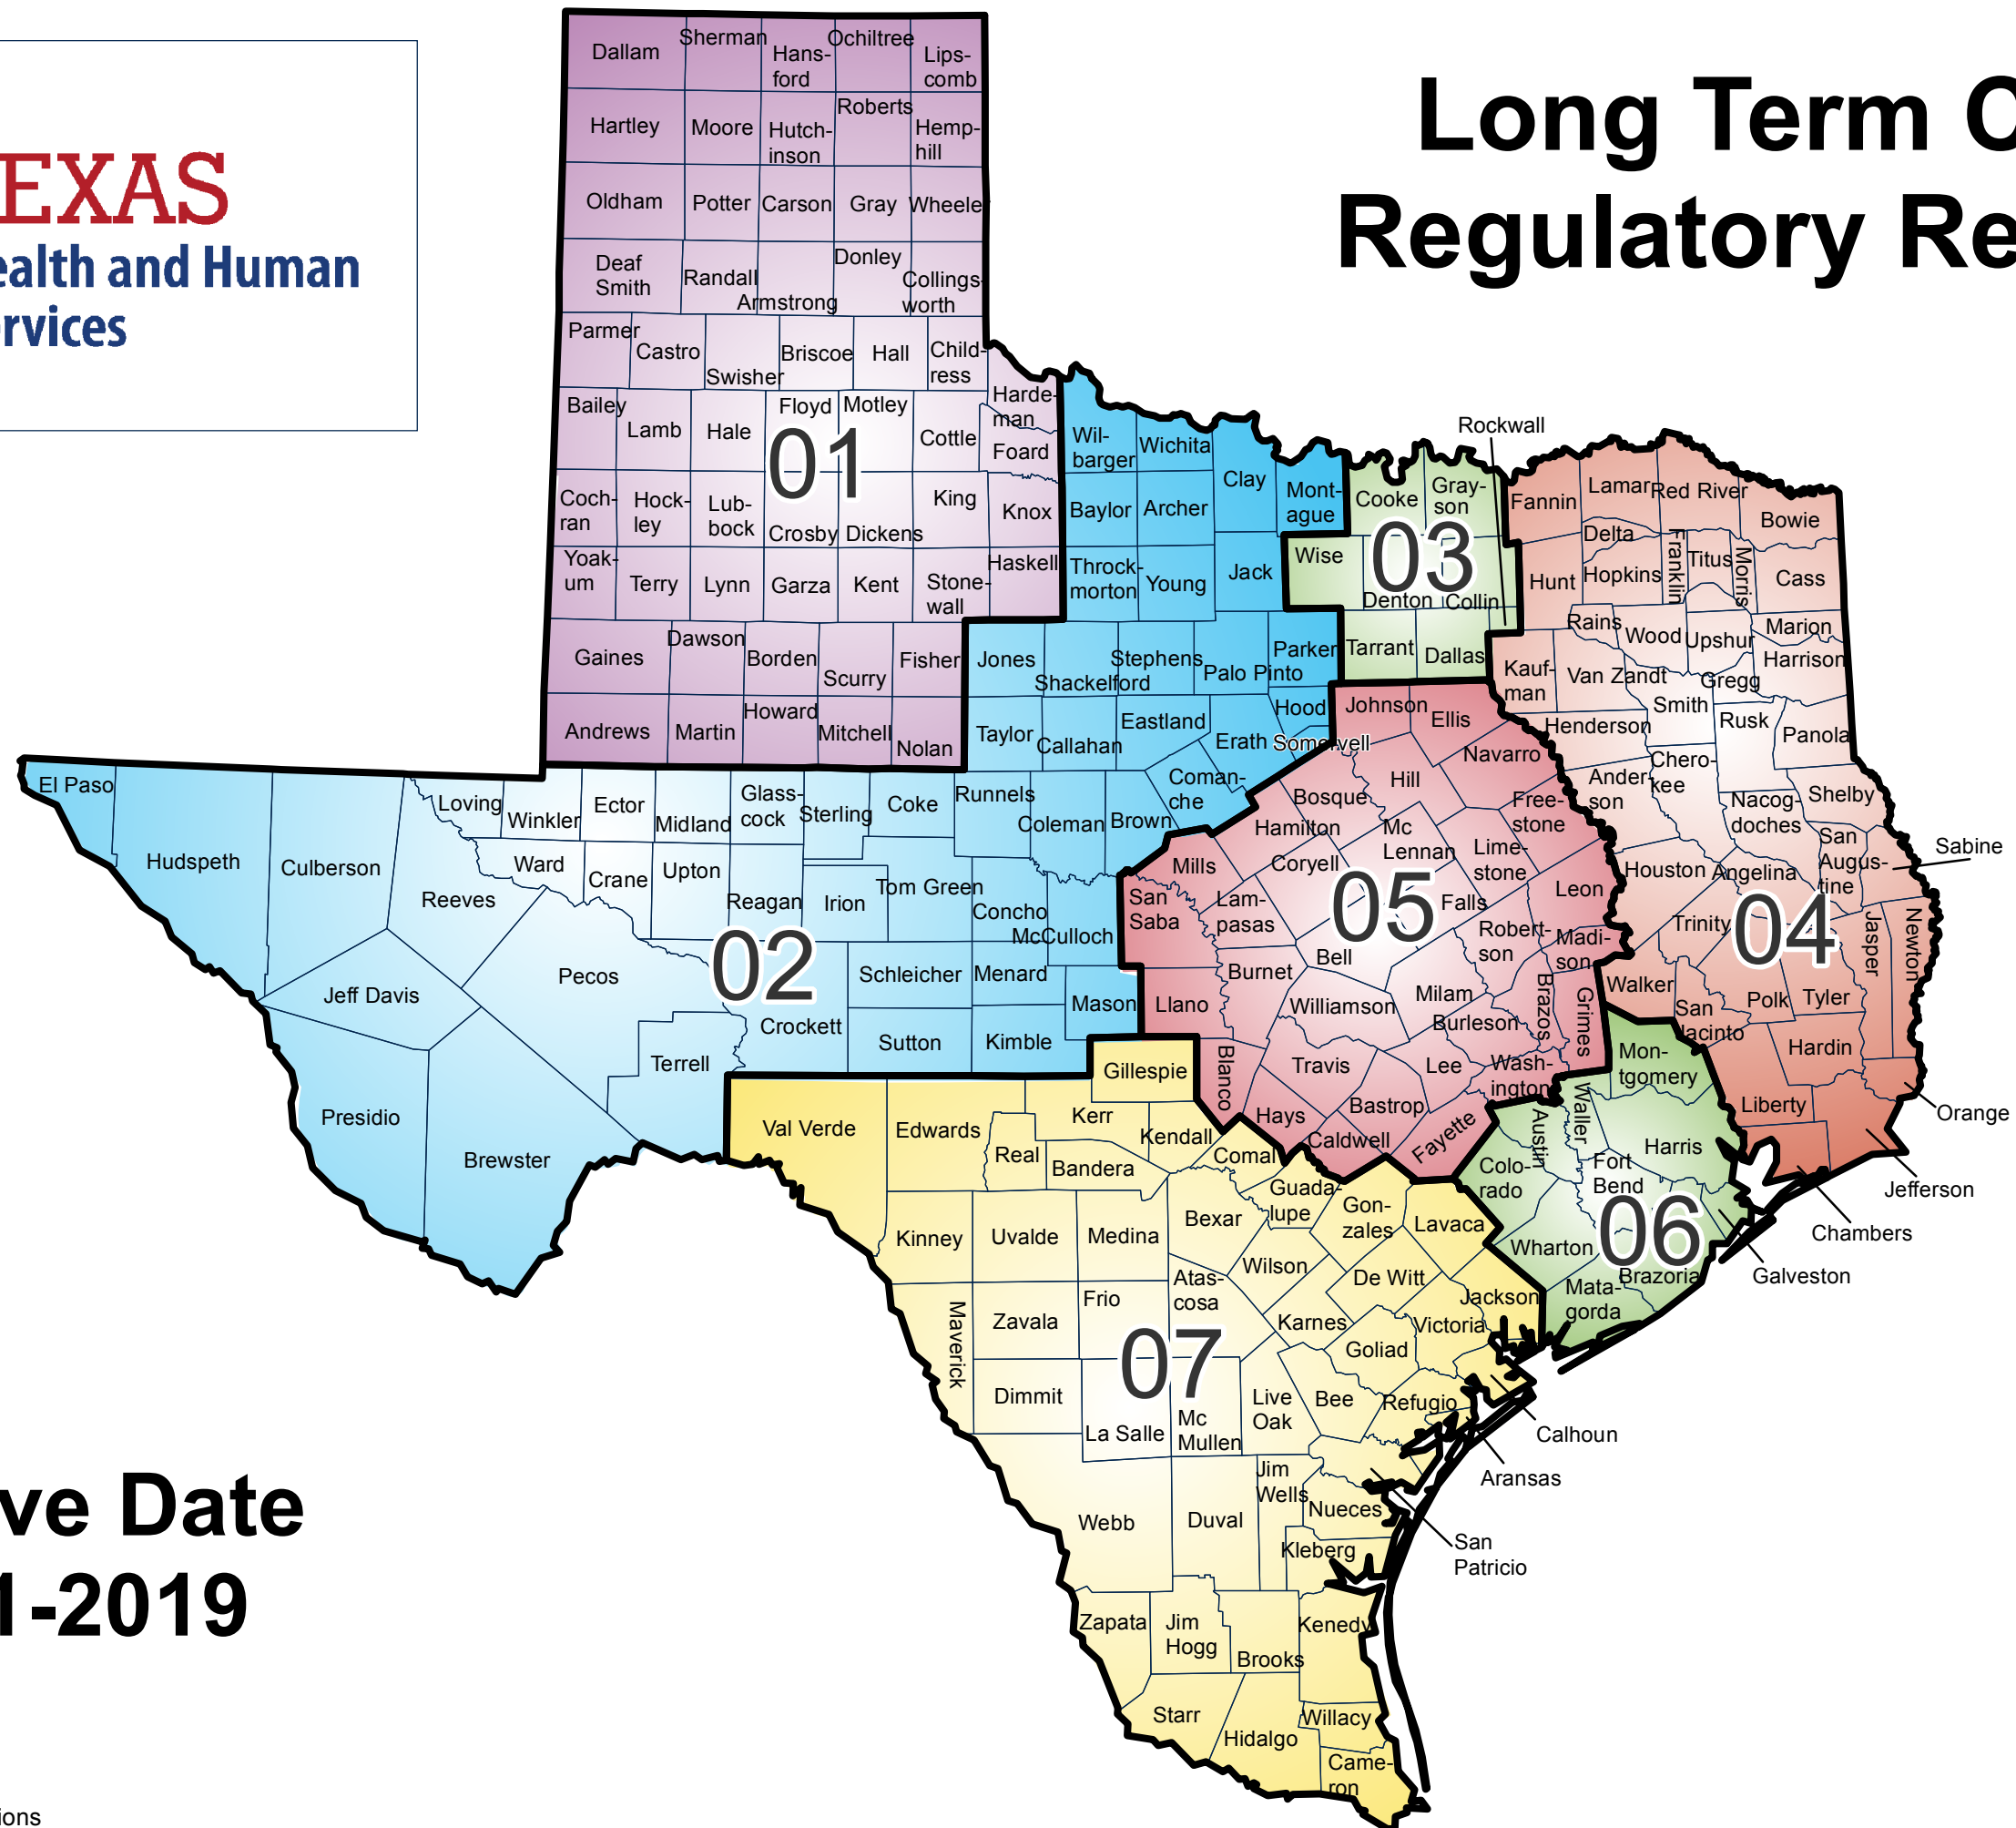 EXAS
ealth and Human
rvices
Long Term C
Regulatory Re
Dallam
Sherman
Hans-
ford
Ochiltree
Lips-
comb
Hartley
Moore
Hutch-
inson
Roberts
Hemp-
hill
Oldham
Potter
Carson
Gray
Wheele
Deaf
Smith
Randall
Armstrong
Donley
Collings-
worth
Parmer
Castro
Swisher
Briscoe
Hall
Child-
ress
Bailey
Lamb
Hale
Floyd
Motley
Cottle
Harde-
man
Foard
01
Coch-
ran
Hock-
ley
Lub-
bock
Crosby
Dickens
King
Knox
Yoak-
um
Terry
Lynn
Garza
Kent
Stone-
wall
Haskell
Gaines
Dawson
Borden
Scurry
Fisher
Andrews
Martin
Howard
Mitchell
Nolan
Wil-
barger
Wichita
Clay
Mont-
ague
Baylor
Archer
Throck-
morton
Young
Jack
Jones
Shackelford
Stephens
Palo Pinto
Parker
Taylor
Callahan
Eastland
Erath
Hood
Somervell
Coman-
che
Rockwall
Cooke
Gray-
son
03
Wise
Denton
Collin
Tarrant
Dallas
Fannin
Lamar
Red River
Bowie
Delta
Hunt
Hopkins
Franklin
Titus
Morris
Cass
Rains
Wood
Upshur
Marion
Harrison
Kauf-
man
Van Zandt
Gregg
Smith
Henderson
Rusk
Panola
Ander-
son
Chero-
kee
Nacog-
doches
Shelby
San
Augus-
tine
Sabine
Houston
Angelina
04
Trinity
Jasper
Newton
Walker
San
Jacinto
Polk
Tyler
Hardin
Liberty
Orange
Jefferson
Chambers
El Paso
Hudspeth
Culberson
Reeves
Loving
Winkler
Ector
Midland
Glass-
cock
Sterling
Coke
Runnels
Coleman
Brown
Ward
Crane
Upton
Reagan
Irion
Tom Green
Concho
McCulloch
02
Jeff Davis
Pecos
Crockett
Schleicher
Menard
Mason
Sutton
Kimble
Terrell
Presidio
Brewster
Johnson
Ellis
Navarro
Bosque
Hill
Free-
stone
Hamilton
Mc
Lennan
Lime-
stone
Mills
Coryell
05
Falls
Leon
San
Saba
Lam-
pasas
Bell
Robert-
son
Madi-
son
Llano
Burnet
Williamson
Milam
Burleson
Brazos
Grimes
Blanco
Travis
Lee
Wash-
ington
Hays
Bastrop
Caldwell
Fayette
Mon-
tgomery
Waller
Austin
Harris
Colo-
rado
Fort
Bend
06
Wharton
Brazoria
Mata-
gorda
Galveston
Gillespie
Val Verde
Edwards
Kerr
Real
Bandera
Kendall
Comal
Guada-
lupe
Gon-
zales
Lavaca
Kinney
Uvalde
Medina
Bexar
Wilson
De Witt
Jackson
Maverick
Zavala
Frio
Atas-
cosa
Karnes
Victoria
Goliad
07
Dimmit
La Salle
Mc
Mullen
Live
Oak
Bee
Refugio
Calhoun
Aransas
San
Patricio
Webb
Duval
Jim
Wells
Nueces
Kleberg
Zapata
Jim
Hogg
Brooks
Kenedy
Starr
Hidalgo
Willacy
Came-
ron
ve Date
1-2019
ions